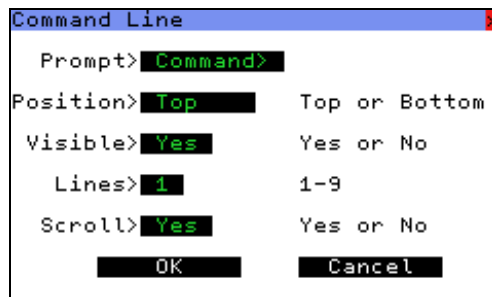 Command Line
Prompt> Command>
Position> Top Top or Bottom
Visible> Yes Yes or No
Lines> 1 1-9
Scroll> Yes Yes or No
OK Cancel